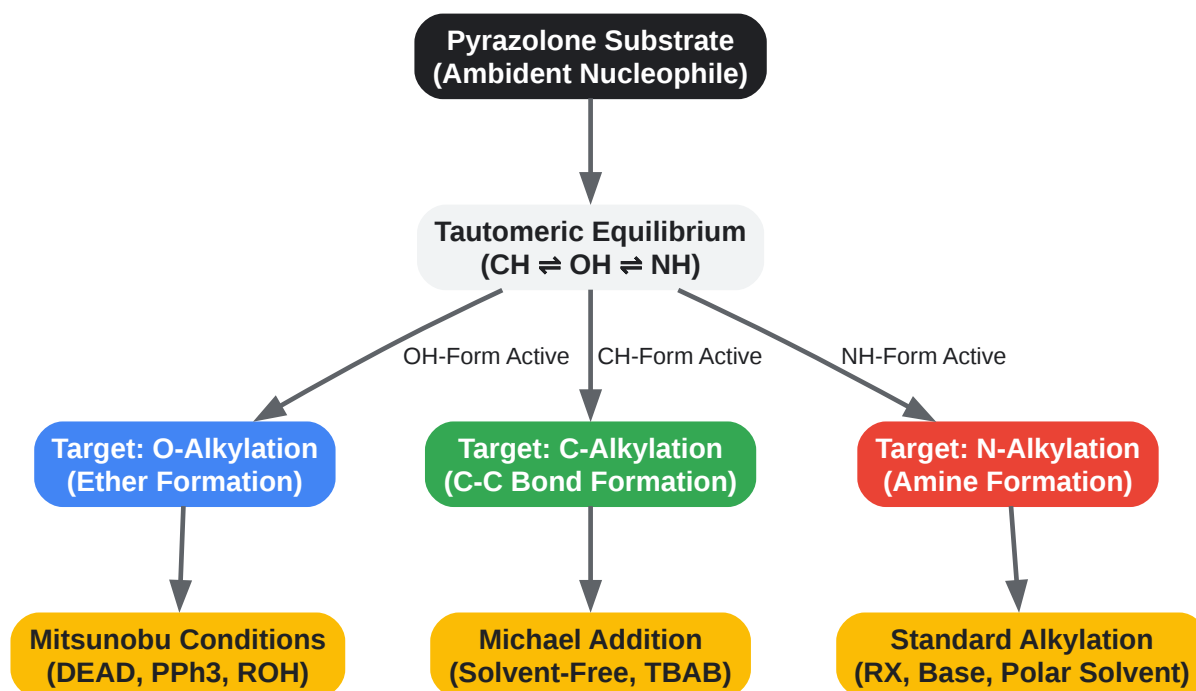 Pyrazolone Substrate
(Ambident Nucleophile)
Tautomeric Equilibrium
(CH ⇌ OH ⇌ NH)
OH-Form Active
CH-Form Active
NH-Form Active
Target: O-Alkylation
(Ether Formation)
Target: C-Alkylation
(C-C Bond Formation)
Target: N-Alkylation
(Amine Formation)
Mitsunobu Conditions
(DEAD, PPh3, ROH)
Michael Addition
(Solvent-Free, TBAB)
Standard Alkylation
(RX, Base, Polar Solvent)